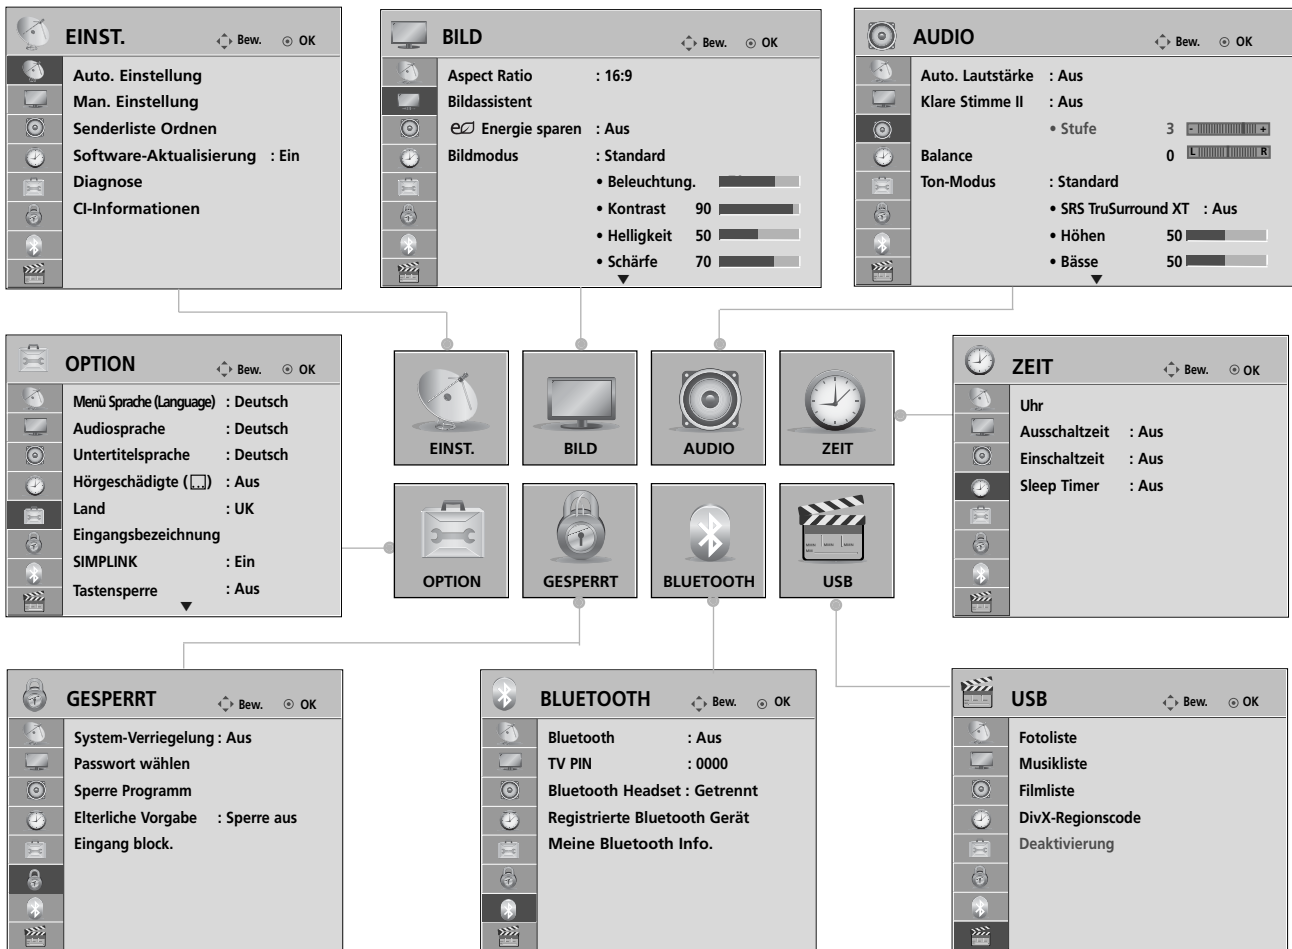 EINST.
Bew. OK
Auto. Einstellung
Man. Einstellung
Senderliste Ordnen
Software-Aktualisierung : Ein
Diagnose
CI-Informationen
BILD
Bew. OK
Aspect Ratio : 16:9
Bildassistent
Energie sparen : Aus
Bildmodus : Standard
• Beleuchtung.
• Kontrast 90
• Helligkeit 50
• Schärfe 70
AUDIO
Bew. OK
Auto. Lautstärke : Aus
Klare Stimme II : Aus
• Stufe 3 - +
Balance 0 L R
Ton-Modus : Standard
• SRS TruSurround XT : Aus
• Höhen 50
• Bässe 50
OPTION
Bew. OK
Menü Sprache (Language) : Deutsch
Audiosprache : Deutsch
Untertitelsprache : Deutsch
Hörgeschädigte ( ) : Aus
Land : UK
Eingangsbezeichnung
SIMPLINK : Ein
Tastensperre : Aus
EINST.
BILD
AUDIO
ZEIT
OPTION
GESPERRT
BLUETOOTH
USB
ZEIT
Bew. OK
Uhr
Ausschaltzeit : Aus
Einschaltzeit : Aus
Sleep Timer : Aus
GESPERRT
Bew. OK
System-Verriegelung : Aus
Passwort wählen
Sperre Programm
Elterliche Vorgabe : Sperre aus
Eingang block.
BLUETOOTH
Bew. OK
Bluetooth : Aus
TV PIN : 0000
Bluetooth Headset : Getrennt
Registrierte Bluetooth Gerät
Meine Bluetooth Info.
USB
Bew. OK
Fotoliste
Musikliste
Filmliste
DivX-Regionscode
Deaktivierung